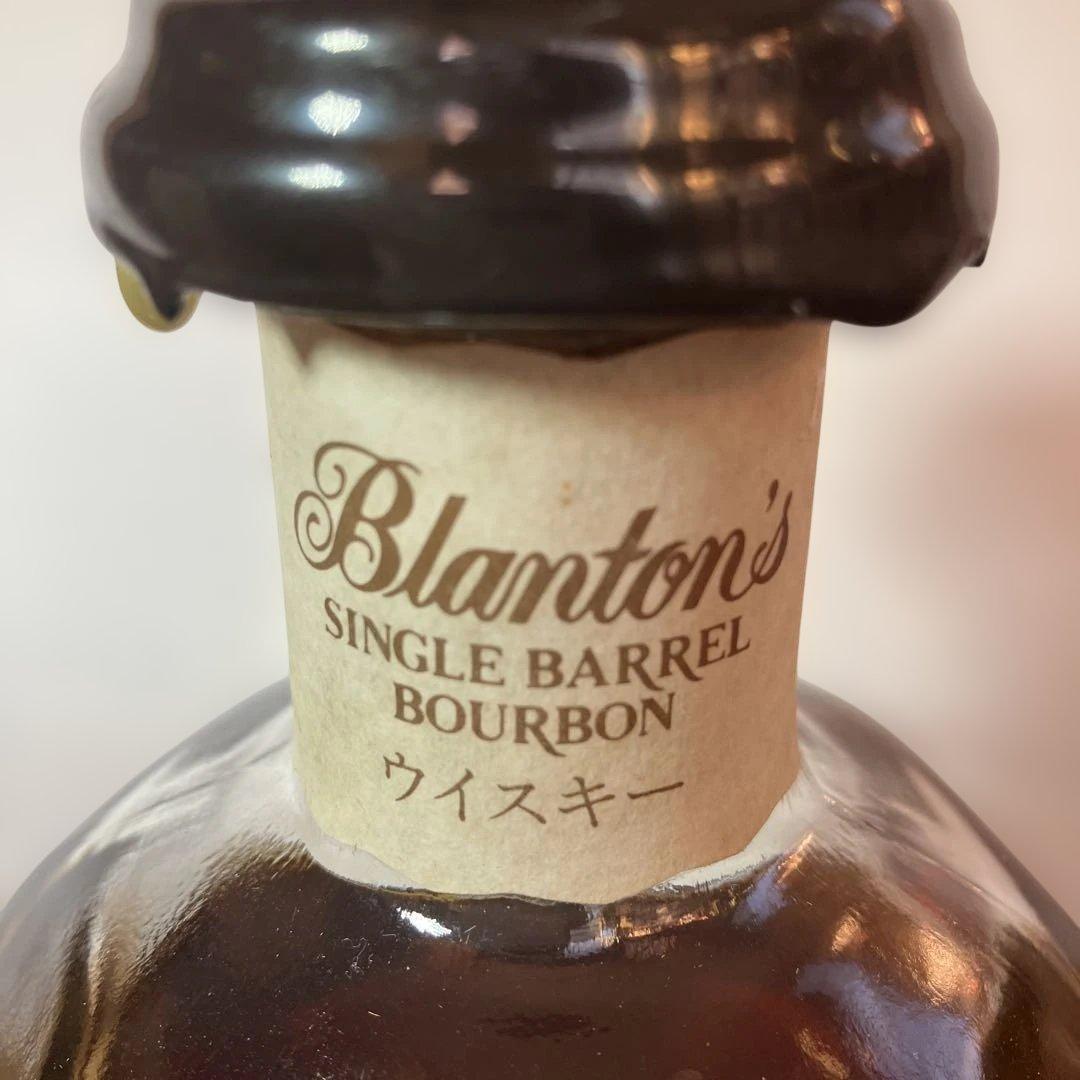 Blanton's
SINGLE BARREL
BOURBON
ウイスキー